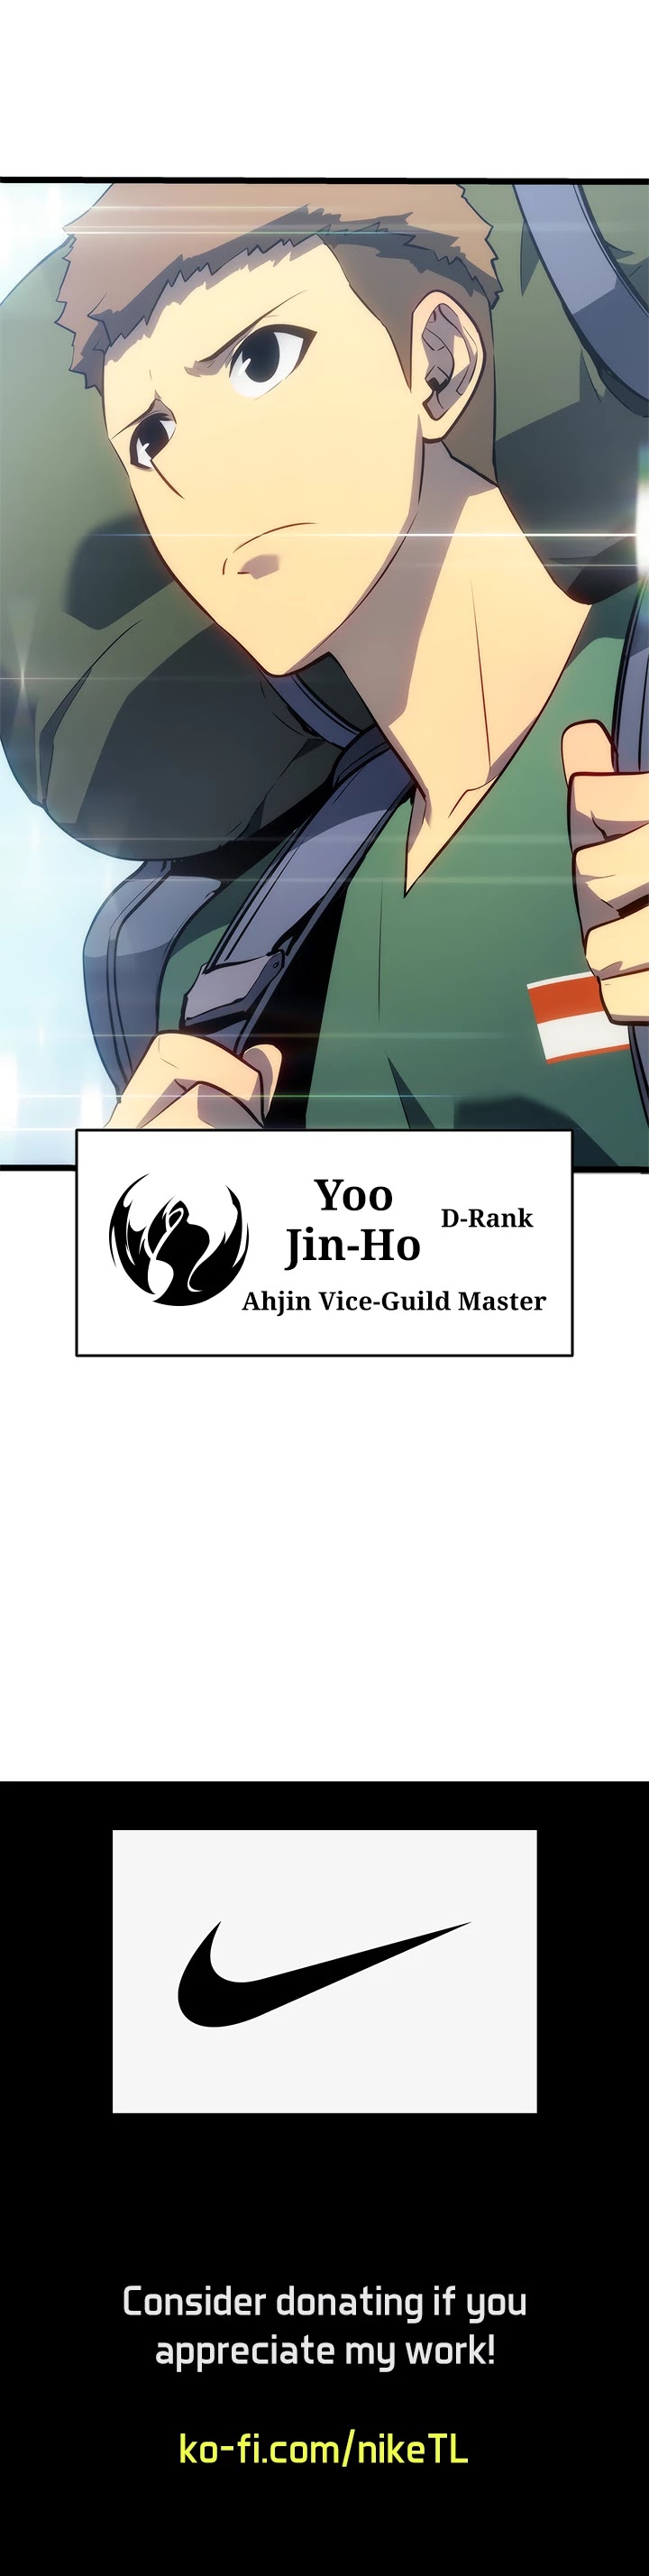 Yoo
Jin-Ho
D-Rank
Ahjin Vice-Guild Master
Consider donating if you
appreciate my work!
ko-fi.com/nikeTL